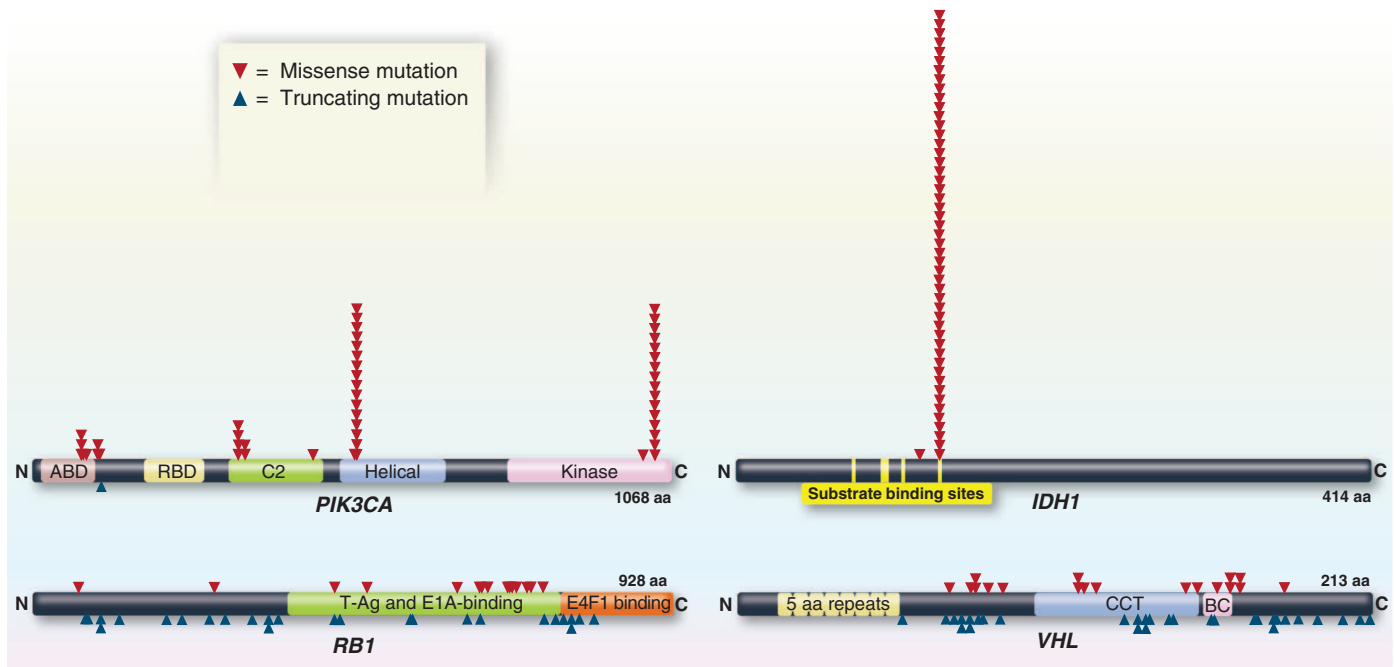 = Missense mutation
= Truncating mutation
N ABD RBD C2 Helical Kinase C
PIK3CA
1068 aa
N C
Substrate binding sites
IDH1
414 aa
928 aa
N T-Ag and E1A-binding E4F1 binding C
RB1
213 aa
N 5 aa repeats CCT BC C
VHL